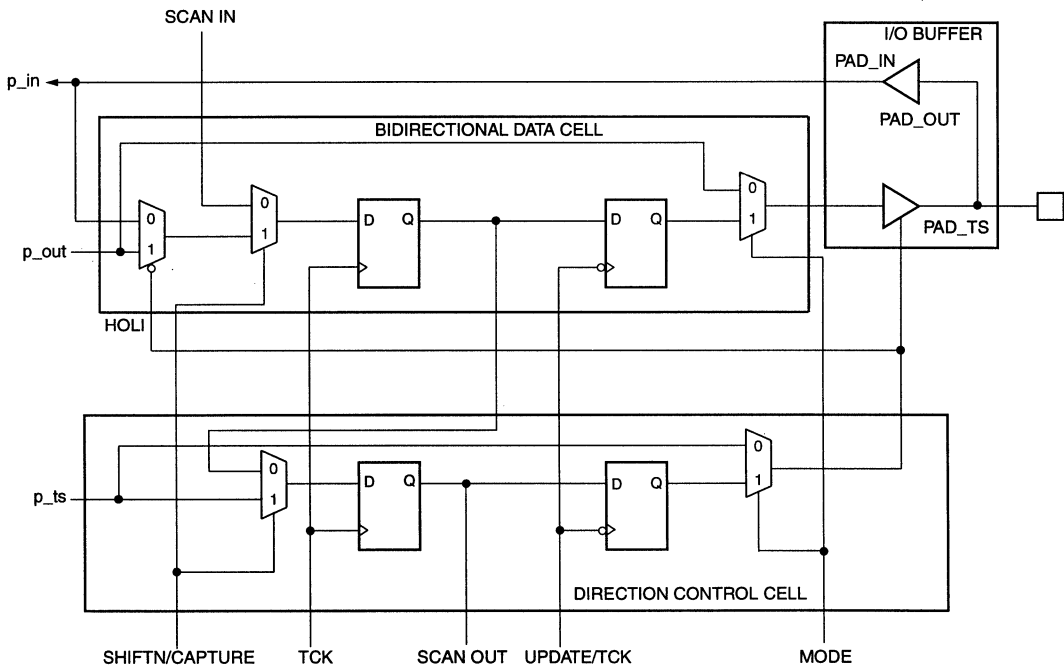 SCAN IN
I/O BUFFER
p_in
PAD_IN
PAD_OUT
BIDIRECTIONAL DATA CELL
0
0
1
D Q
D Q
0
1
1
PAD_TS
p_out
HOLI
0
0
1
D Q
D Q
1
p_ts
DIRECTION CONTROL CELL
SHIFTN/CAPTURE
TCK
SCAN OUT
UPDATE/TCK
MODE